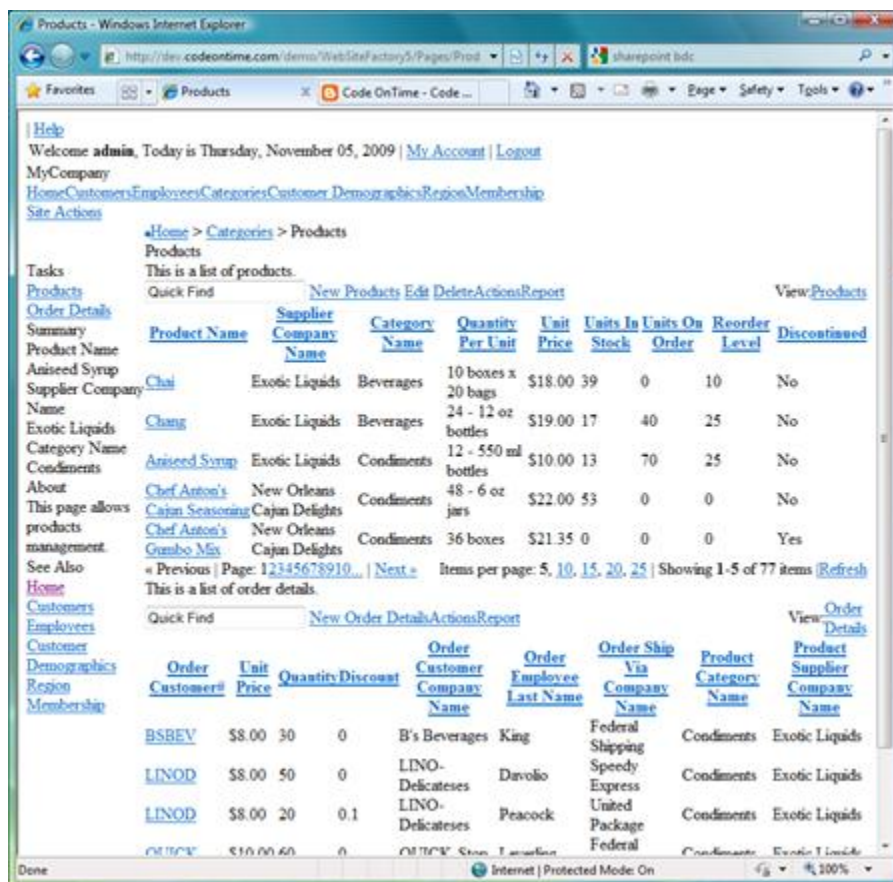 Products - Windows Internet Explorer
http://dev.codeontime.com/demo/WebSiteFactory5/Pages/Prod
sharepoint bdc
Favorites
Products
Code OnTime - Code ...
Page Safety Tools
| Help
Welcome admin, Today is Thursday, November 05, 2009 | My Account | Logout
MyCompany
HomeCustomersEmployeesCategoriesCustomer DemographicsRegionMembership
Site Actions
Home > Categories > Products
Products
This is a list of products.
Tasks
Products
Order Details
Summary
Product Name
Aniseed Syrup
Supplier Company
Name
Exotic Liquids
Category Name
Condiments
About
This page allows
products
management.
See Also
Home
Customers
Employees
Customer
Demographics
Region
Membership
Quick Find New Products Edit DeleteActionsReport View:Products
Product Name Supplier Company Name Category Name Quantity Per Unit Unit Price Units In Stock Units On Order Reorder Level Discontinued
Chai Exotic Liquids Beverages 10 boxes x 20 bags $18.00 39 0 10 No
Chang Exotic Liquids Beverages 24 - 12 oz bottles $19.00 17 40 25 No
Aniseed Syrup Exotic Liquids Condiments 12 - 550 ml bottles $10.00 13 70 25 No
Chef Anton's Cajun Seasoning New Orleans Cajun Delights Condiments 48 - 6 oz jars $22.00 53 0 0 No
Chef Anton's Gumbo Mix New Orleans Cajun Delights Condiments 36 boxes $21.35 0 0 0 Yes
« Previous | Page: 12345678910... | Next » Items per page: 5, 10, 15, 20, 25 | Showing 1-5 of 77 items |Refresh
This is a list of order details.
Quick Find New Order DetailsActionsReport View:Order Details
Order Customer# Unit Price Quantity Discount Order Customer Company Name Order Employee Last Name Order Ship Via Company Name Product Category Name Product Supplier Company Name
BSBEV $8.00 30 0 B's Beverages King Federal Shipping Condiments Exotic Liquids
LINOD $8.00 50 0 LINO-Delicateses Davolio Speedy Express Condiments Exotic Liquids
LINOD $8.00 20 0.1 LINO-Delicateses Peacock United Package Condiments Exotic Liquids
QUICK $10.00 60 0 QUICK-Stop Leverling Federal Condiments Exotic Liquids
Done
Internet | Protected Mode: On
100%